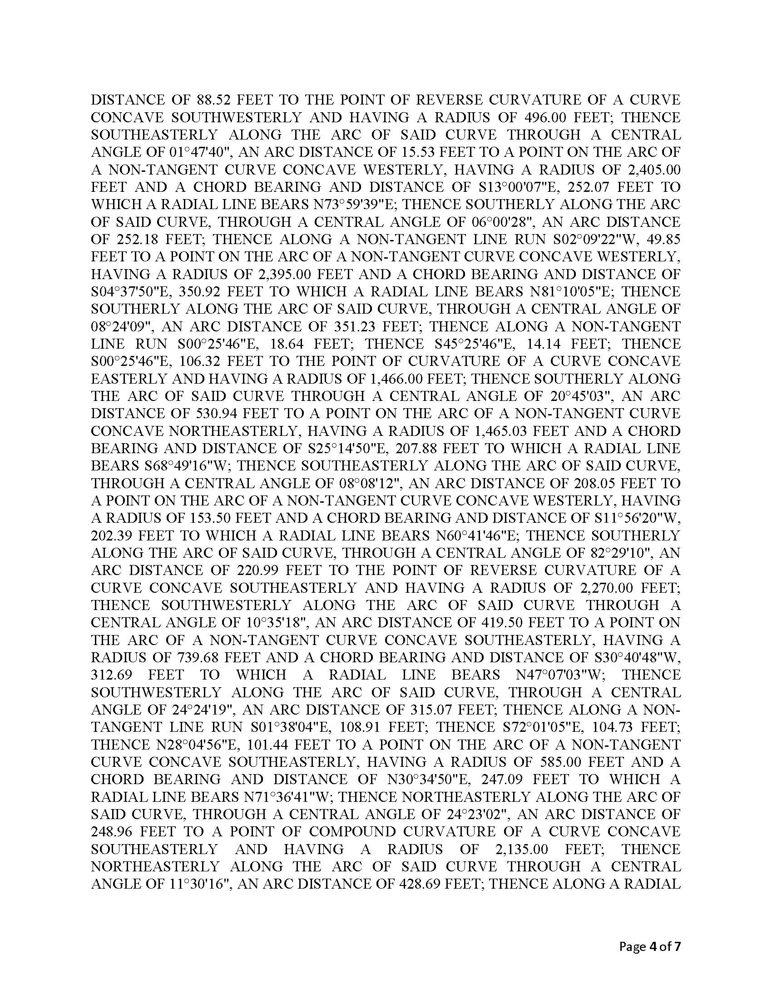 DISTANCE OF 88.52 FEET TO THE POINT OF REVERSE CURVATURE OF A CURVE
CONCAVE SOUTHWESTERLY AND HAVING A RADIUS OF 496.00 FEET; THENCE
SOUTHEASTERLY ALONG THE ARC OF SAID CURVE THROUGH A CENTRAL
ANGLE OF 01°47'40", AN ARC DISTANCE OF 15.53 FEET TO A POINT ON THE ARC OF
A NON-TANGENT CURVE CONCAVE WESTERLY, HAVING A RADIUS OF 2,405.00
FEET AND A CHORD BEARING AND DISTANCE OF S13°00'07"E, 252.07 FEET TO
WHICH A RADIAL LINE BEARS N73°59'39"E; THENCE SOUTHERLY ALONG THE ARC
OF SAID CURVE, THROUGH A CENTRAL ANGLE OF 06°00'28", AN ARC DISTANCE
OF 252.18 FEET; THENCE ALONG A NON-TANGENT LINE RUN S02°09'22"W, 49.85
FEET TO A POINT ON THE ARC OF A NON-TANGENT CURVE CONCAVE WESTERLY,
HAVING A RADIUS OF 2,395.00 FEET AND A CHORD BEARING AND DISTANCE OF
S04°37'50"E, 350.92 FEET TO WHICH A RADIAL LINE BEARS N81°10'05"E; THENCE
SOUTHERLY ALONG THE ARC OF SAID CURVE, THROUGH A CENTRAL ANGLE OF
08°24'09", AN ARC DISTANCE OF 351.23 FEET; THENCE ALONG A NON-TANGENT
LINE RUN S00°25'46"E, 18.64 FEET; THENCE S45°25'46"E, 14.14 FEET; THENCE
S00°25'46"E, 106.32 FEET TO THE POINT OF CURVATURE OF A CURVE CONCAVE
EASTERLY AND HAVING A RADIUS OF 1,466.00 FEET; THENCE SOUTHERLY ALONG
THE ARC OF SAID CURVE THROUGH A CENTRAL ANGLE OF 20°45'03", AN ARC
DISTANCE OF 530.94 FEET TO A POINT ON THE ARC OF A NON-TANGENT CURVE
CONCAVE NORTHEASTERLY, HAVING A RADIUS OF 1,465.03 FEET AND A CHORD
BEARING AND DISTANCE OF S25°14'50"E, 207.88 FEET TO WHICH A RADIAL LINE
BEARS S68°49'16"W; THENCE SOUTHEASTERLY ALONG THE ARC OF SAID CURVE,
THROUGH A CENTRAL ANGLE OF 08°08'12", AN ARC DISTANCE OF 208.05 FEET TO
A POINT ON THE ARC OF A NON-TANGENT CURVE CONCAVE WESTERLY, HAVING
A RADIUS OF 153.50 FEET AND A CHORD BEARING AND DISTANCE OF S11°56'20"W,
202.39 FEET TO WHICH A RADIAL LINE BEARS N60°41'46"E; THENCE SOUTHERLY
ALONG THE ARC OF SAID CURVE, THROUGH A CENTRAL ANGLE OF 82°29'10", AN
ARC DISTANCE OF 220.99 FEET TO THE POINT OF REVERSE CURVATURE OF A
CURVE CONCAVE SOUTHEASTERLY AND HAVING A RADIUS OF 2,270.00 FEET;
THENCE SOUTHWESTERLY ALONG THE ARC OF SAID CURVE THROUGH A
CENTRAL ANGLE OF 10°35'18", AN ARC DISTANCE OF 419.50 FEET TO A POINT ON
THE ARC OF A NON-TANGENT CURVE CONCAVE SOUTHEASTERLY, HAVING A
RADIUS OF 739.68 FEET AND A CHORD BEARING AND DISTANCE OF S30°40'48"W,
312.69 FEET TO WHICH A RADIAL LINE BEARS N47°07'03"W; THENCE
SOUTHWESTERLY ALONG THE ARC OF SAID CURVE, THROUGH A CENTRAL
ANGLE OF 24°24'19", AN ARC DISTANCE OF 315.07 FEET; THENCE ALONG A NON-
TANGENT LINE RUN S01°38'04"E, 108.91 FEET; THENCE S72°01'05"E, 104.73 FEET;
THENCE N28°04'56"E, 101.44 FEET TO A POINT ON THE ARC OF A NON-TANGENT
CURVE CONCAVE SOUTHEASTERLY, HAVING A RADIUS OF 585.00 FEET AND A
CHORD BEARING AND DISTANCE OF N30°34'50"E, 247.09 FEET TO WHICH A
RADIAL LINE BEARS N71°36'41"W; THENCE NORTHEASTERLY ALONG THE ARC OF
SAID CURVE, THROUGH A CENTRAL ANGLE OF 24°23'02", AN ARC DISTANCE OF
248.96 FEET TO A POINT OF COMPOUND CURVATURE OF A CURVE CONCAVE
SOUTHEASTERLY AND HAVING A RADIUS OF 2,135.00 FEET; THENCE
NORTHEASTERLY ALONG THE ARC OF SAID CURVE THROUGH A CENTRAL
ANGLE OF 11°30'16", AN ARC DISTANCE OF 428.69 FEET; THENCE ALONG A RADIAL
Page 4 of 7